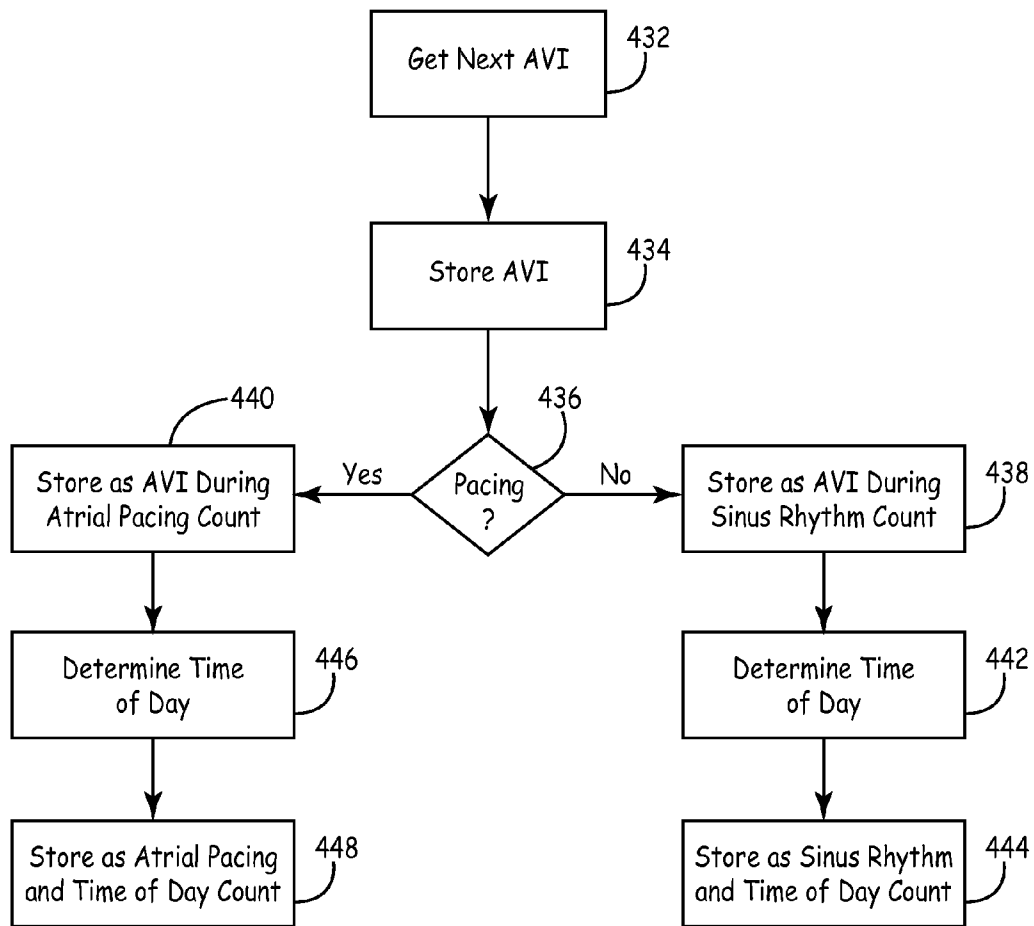 Get Next AVI
432
Store AVI
434
440
436
Store as AVI During
Atrial Pacing Count
Yes
Pacing
?
No
Store as AVI During
Sinus Rhythm Count
438
Determine Time
of Day
446
Determine Time
of Day
442
Store as Atrial Pacing
and Time of Day Count
448
Store as Sinus Rhythm
and Time of Day Count
444